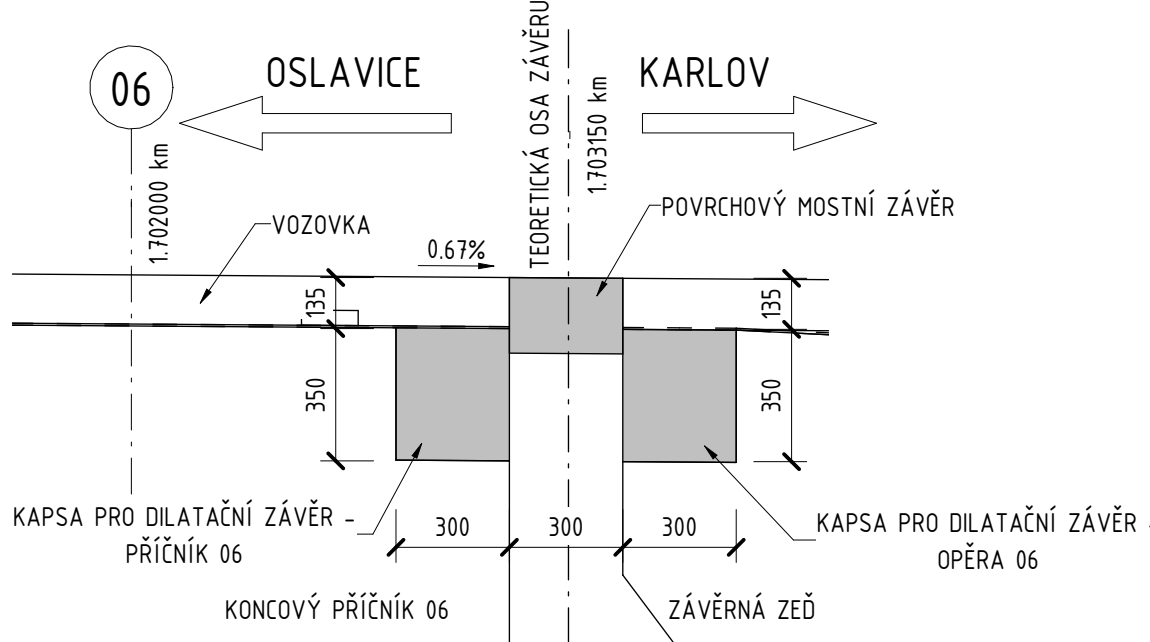 06
OSLAVICE
KARLOV
TEORETICKÁ OSA ZÁVĚRU
1.703150 km
1.702000 km
POVRCHOVÝ MOSTNÍ ZÁVĚR
VOZOVKA
0.67%
135
135
350
350
KAPSA PRO DILATAČNÍ ZÁVĚR -
PŘÍČNÍK 06
300
300
300
KAPSA PRO DILATAČNÍ ZÁVĚR -
OPĚRA 06
KONCOVÝ PŘÍČNÍK 06
ZÁVĚRNÁ ZEĎ